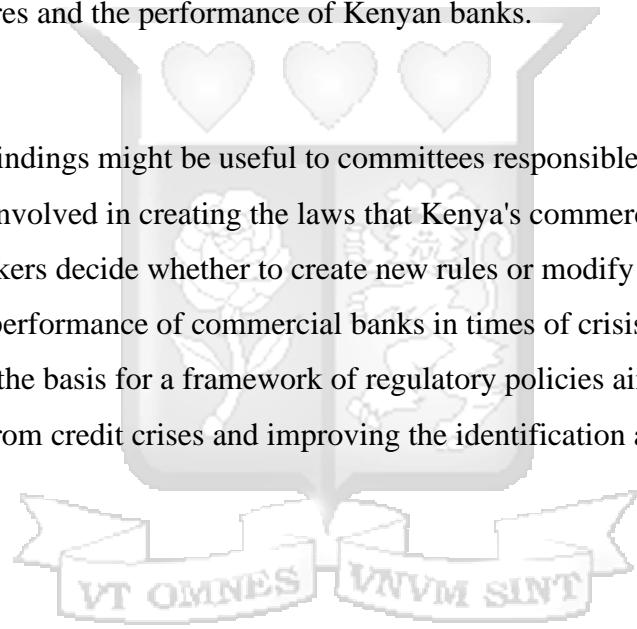 res and the performance of Kenyan banks.
indings might be useful to committees responsible
nvolved in creating the laws that Kenya's commer
kers decide whether to create new rules or modify
performance of commercial banks in times of crisis
the basis for a framework of regulatory policies ai
rom credit crises and improving the identification a
VT OMNES VNVM SINT